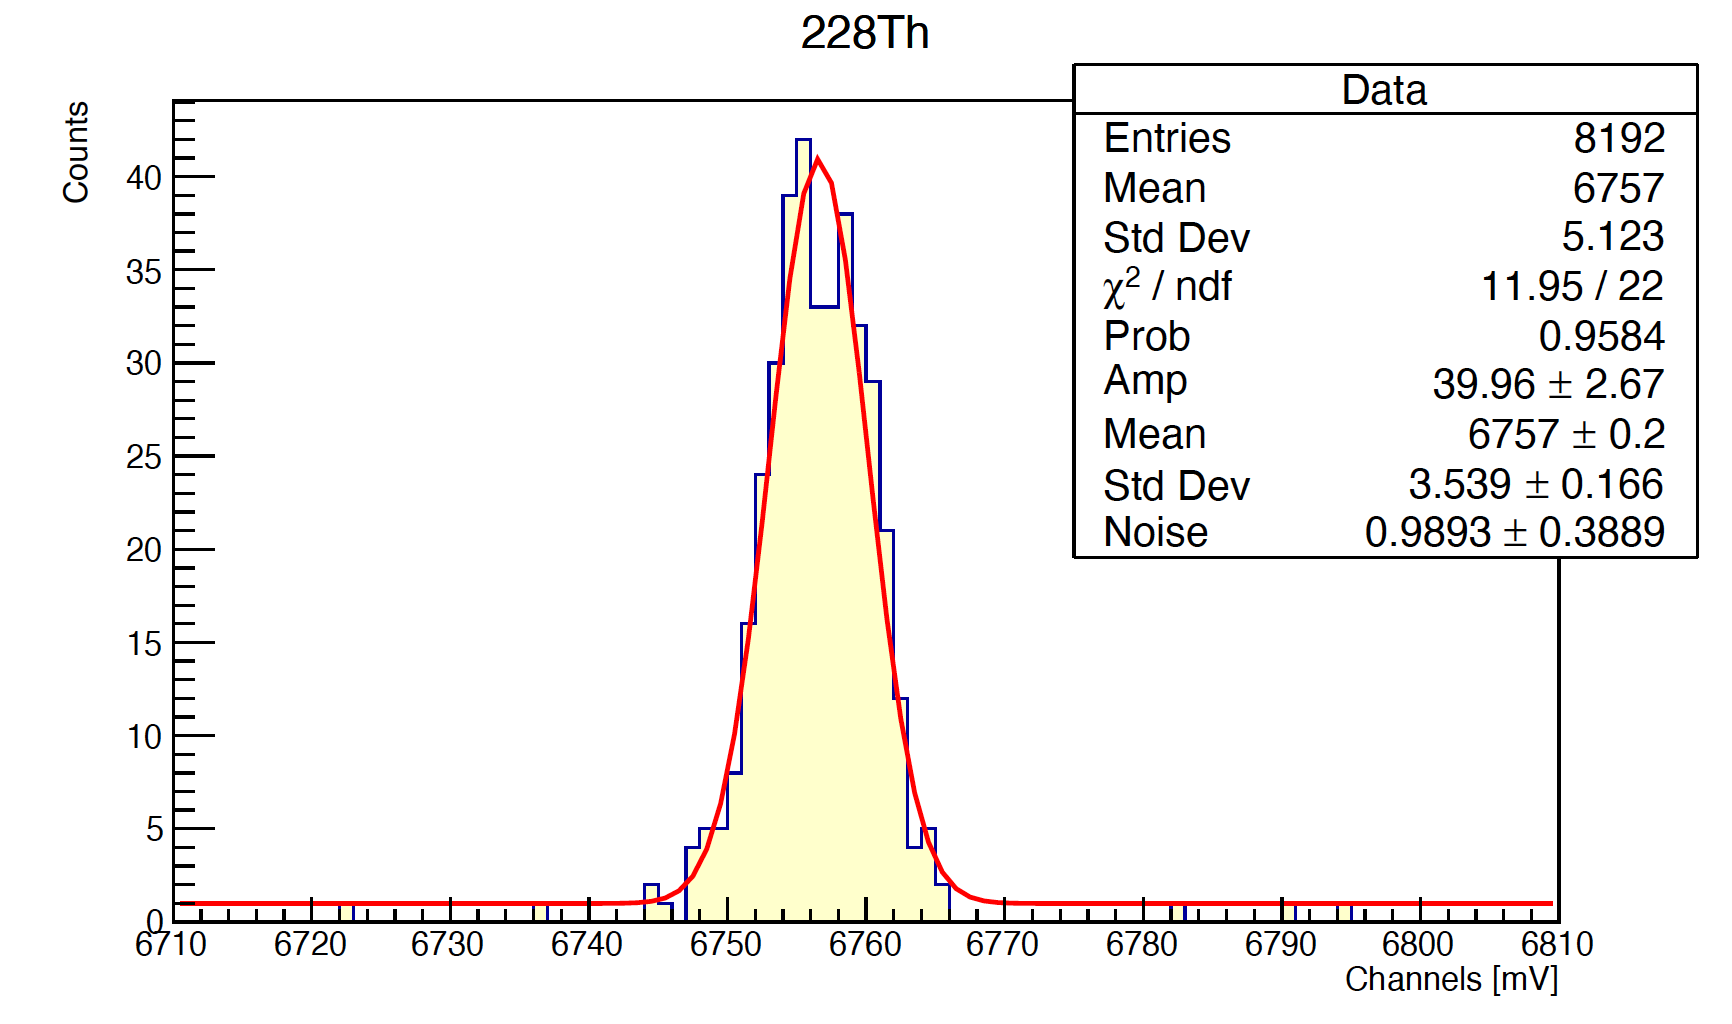 228Th
Data
Entries 8192
Mean 6757
Std Dev 5.123
χ² / ndf 11.95 / 22
Prob 0.9584
Amp 39.96 ± 2.67
Mean 6757 ± 0.2
Std Dev 3.539 ± 0.166
Noise 0.9893 ± 0.3889
Counts
40
35
30
25
20
15
10
5
0
6710 6720 6730 6740 6750 6760 6770 6780 6790 6800 6810
Channels [mV]